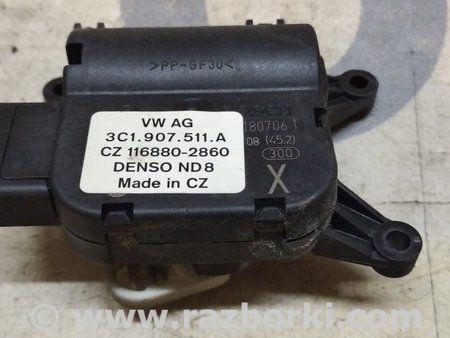 >PP-GF30<
VW AG
3C1.907.511.A
CZ 116880-2860
DENSO ND8
Made in CZ
180706 1
08 (45.2)
300
X
© www.razborki.com